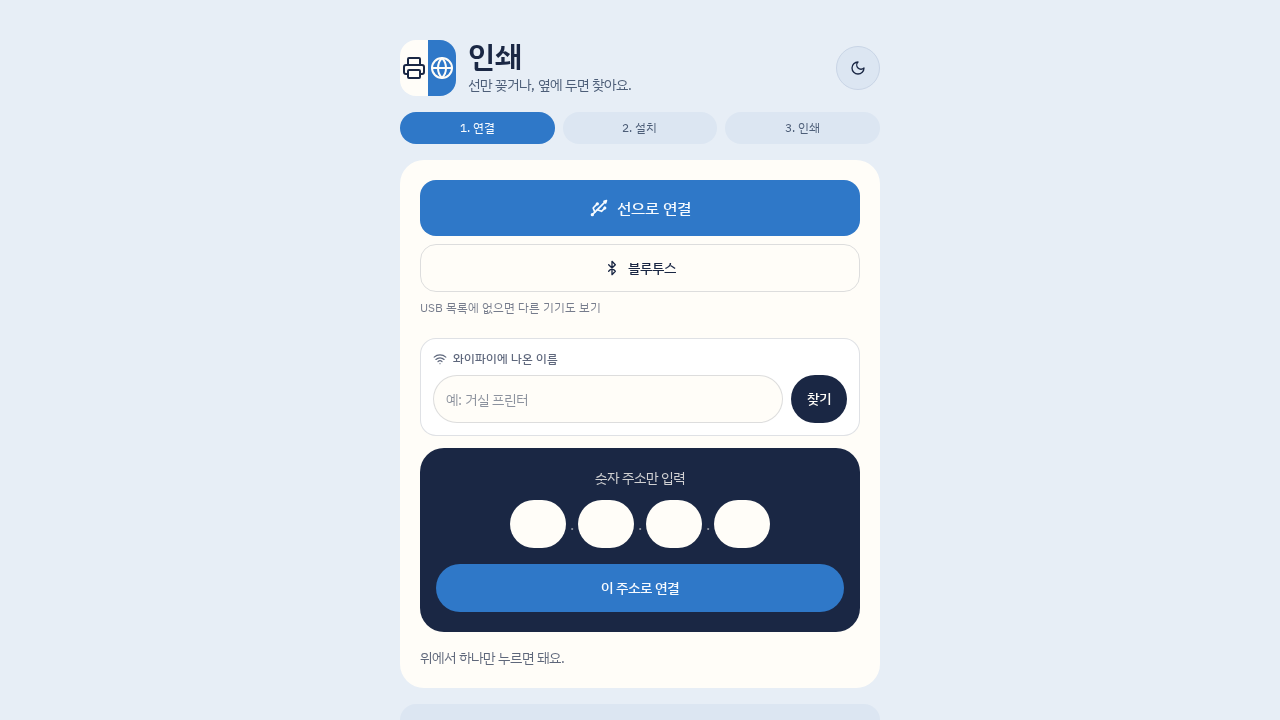 인쇄
선만 꽂거나, 옆에 두면 찾아요.
1. 연결
2. 설치
3. 인쇄
선으로 연결
블루투스
USB 목록에 없으면 다른 기기도 보기
와이파이에 나온 이름
예: 거실 프린터
찾기
숫자 주소만 입력
. . .
이 주소로 연결
위에서 하나만 누르면 돼요.